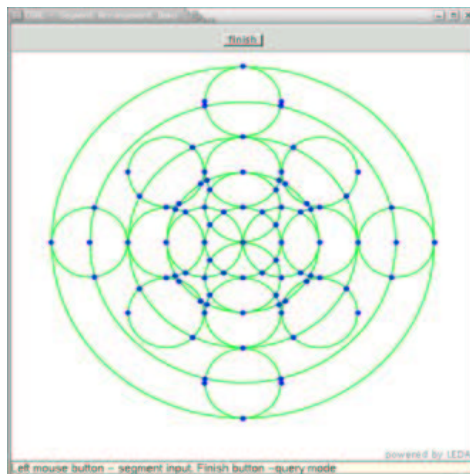 finish
powered by LEDA
Left mouse button - segment input. Finish button -query mode